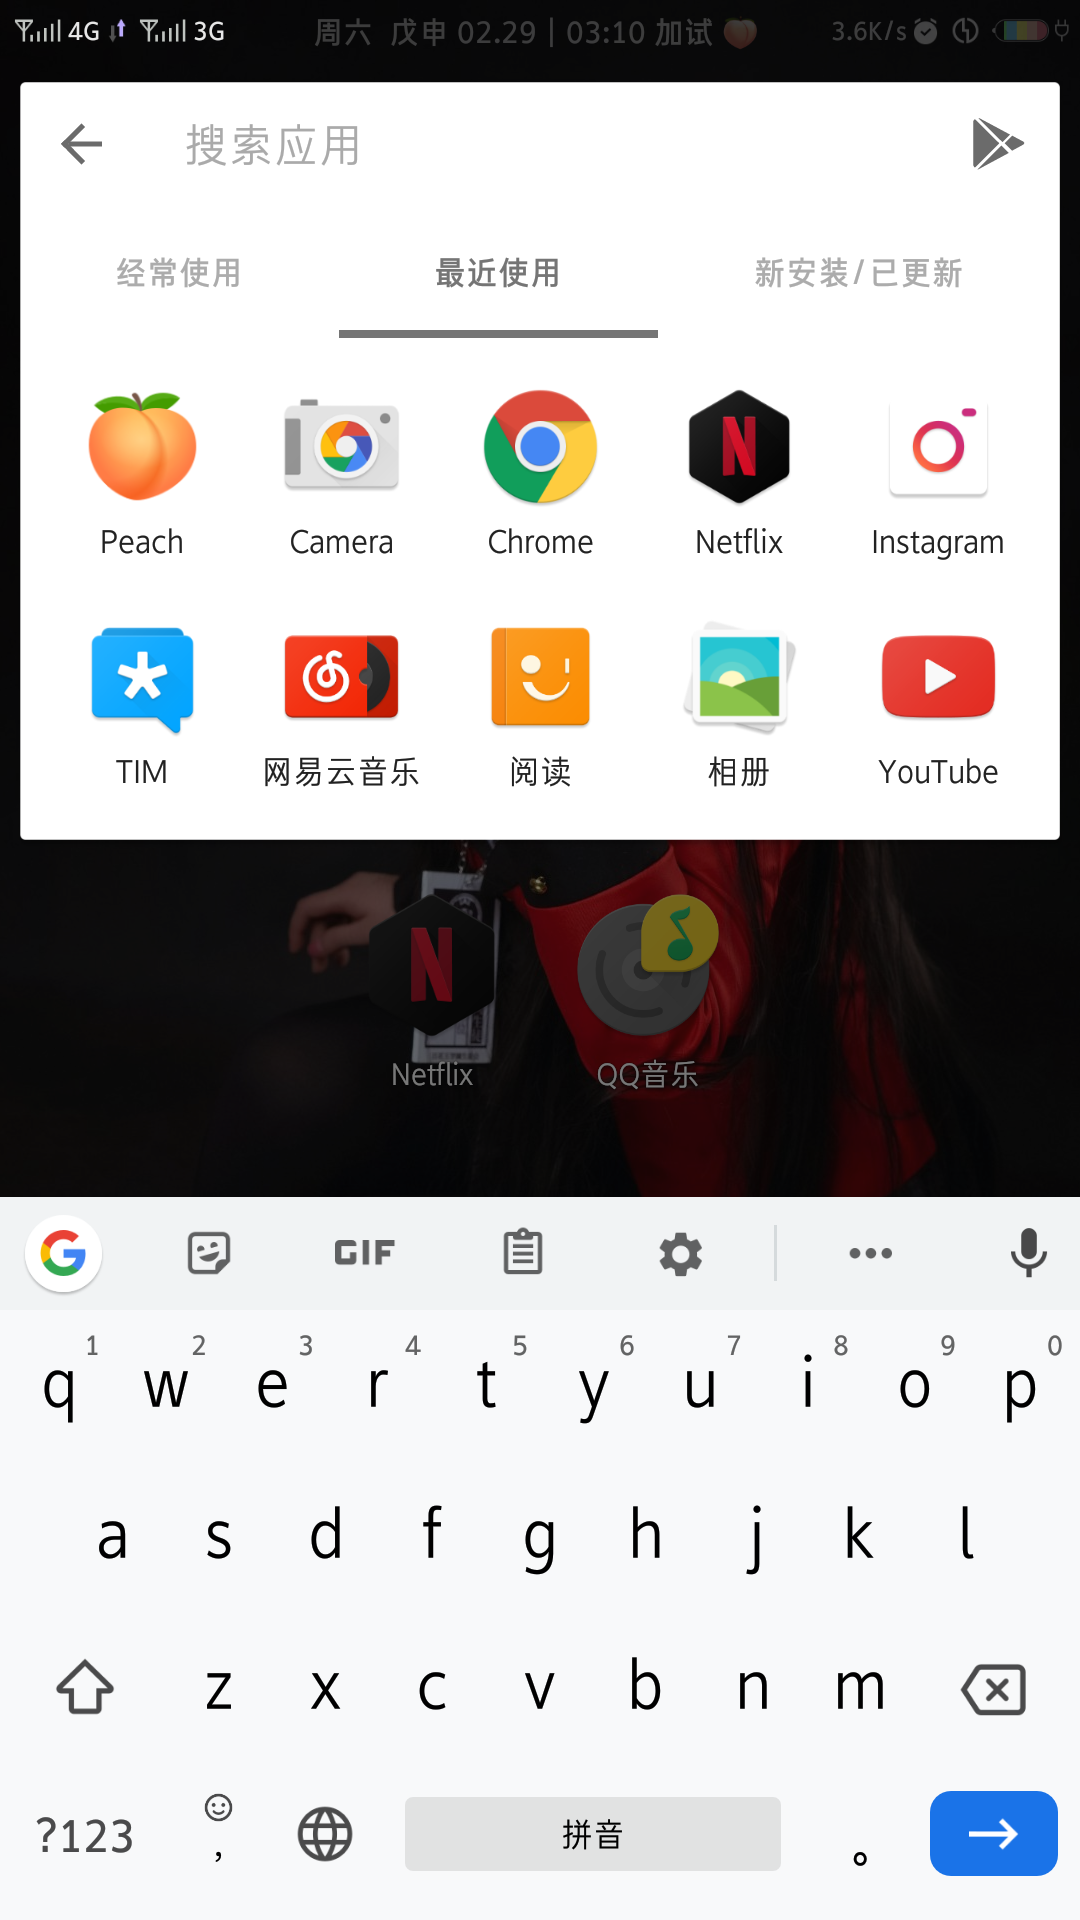 4G 3G 周六 戊申 02.29 | 03:10 加试 🍑 3.6K/s
搜索应用
经常使用 最近使用 新安装/已更新
Peach Camera Chrome Netflix Instagram
TIM 网易云音乐 阅读 相册 YouTube
Netflix QQ音乐
G GIF
1 2 3 4 5 6 7 8 9 0
q w e r t y u i o p
a s d f g h j k l
z x c v b n m
?123 , 拼音 。